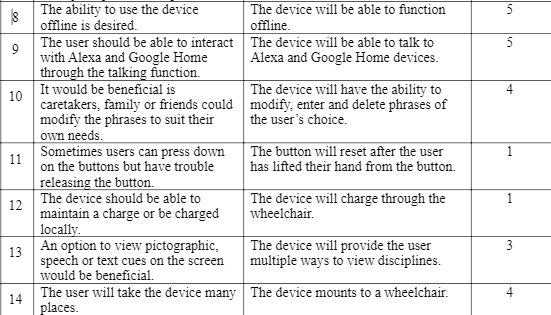 8 The ability to use the device The device will be able to function 5
offline is desired. offline.
9 The user should be able to interact The device will be able to talk to 5
with Alexa and Google Home Alexa and Google Home devices.
through the talking function.
10 It would be beneficial is The device will have the ability to 4
caretakers, family or friends could modify, enter and delete phrases of
modify the phrases to suit their the user's choice.
own needs.
11 Sometimes users can press down The button will reset after the user 1
on the buttons but have trouble has lifted their hand from the button.
releasing the button.
12 The device should be able to The device will charge through the 1
maintain a charge or be charged wheelchair.
locally.
13 An option to view pictographic, The device will provide the user 3
speech or text cues on the screen multiple ways to view disciplines.
would be beneficial.
14 The user will take the device many The device mounts to a wheelchair. 4
places.